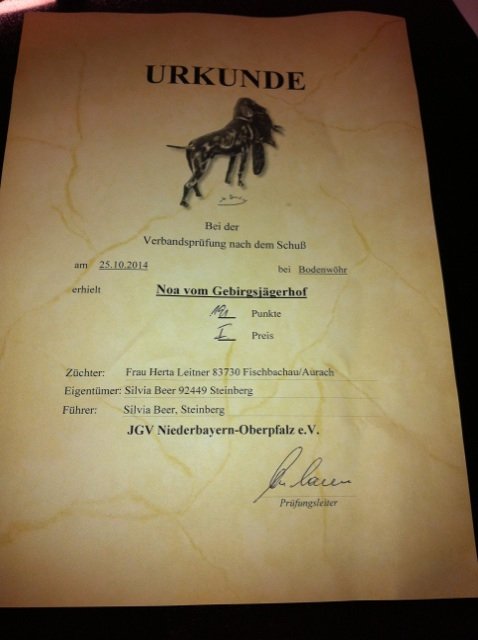 URKUNDE
Bei der
Verbandsprüfung nach dem Schuß
am 25.10.2014 bei Bodenwöhr
erhielt Noa vom Gebirgsjägerhof
191 Punkte
I Preis
Züchter: Frau Herta Leitner 83730 Fischbachau/Aurach
Eigentümer: Silvia Beer 92449 Steinberg
Führer: Silvia Beer, Steinberg
JGV Niederbayern-Oberpfalz e.V.
Prüfungsleiter